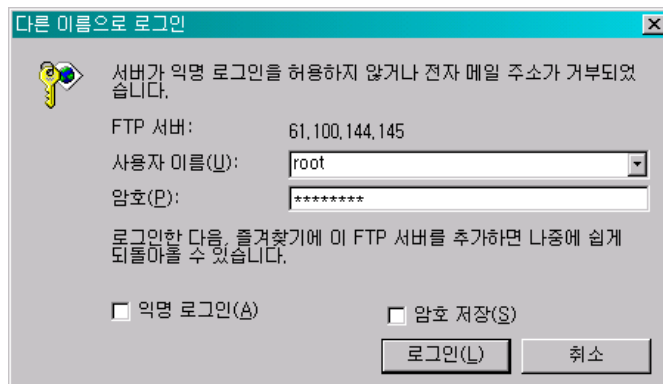 다른 이름으로 로그인
서버가 익명 로그인을 허용하지 않거나 전자 메일 주소가 거부되었
습니다.
FTP 서버: 61,100,144,145
사용자 이름(U): root
암호(P): ********
로그인한 다음, 즐겨찾기에 이 FTP 서버를 추가하면 나중에 쉽게
되돌아올 수 있습니다.
익명 로그인(A) 암호 저장(S)
로그인(L) 취소